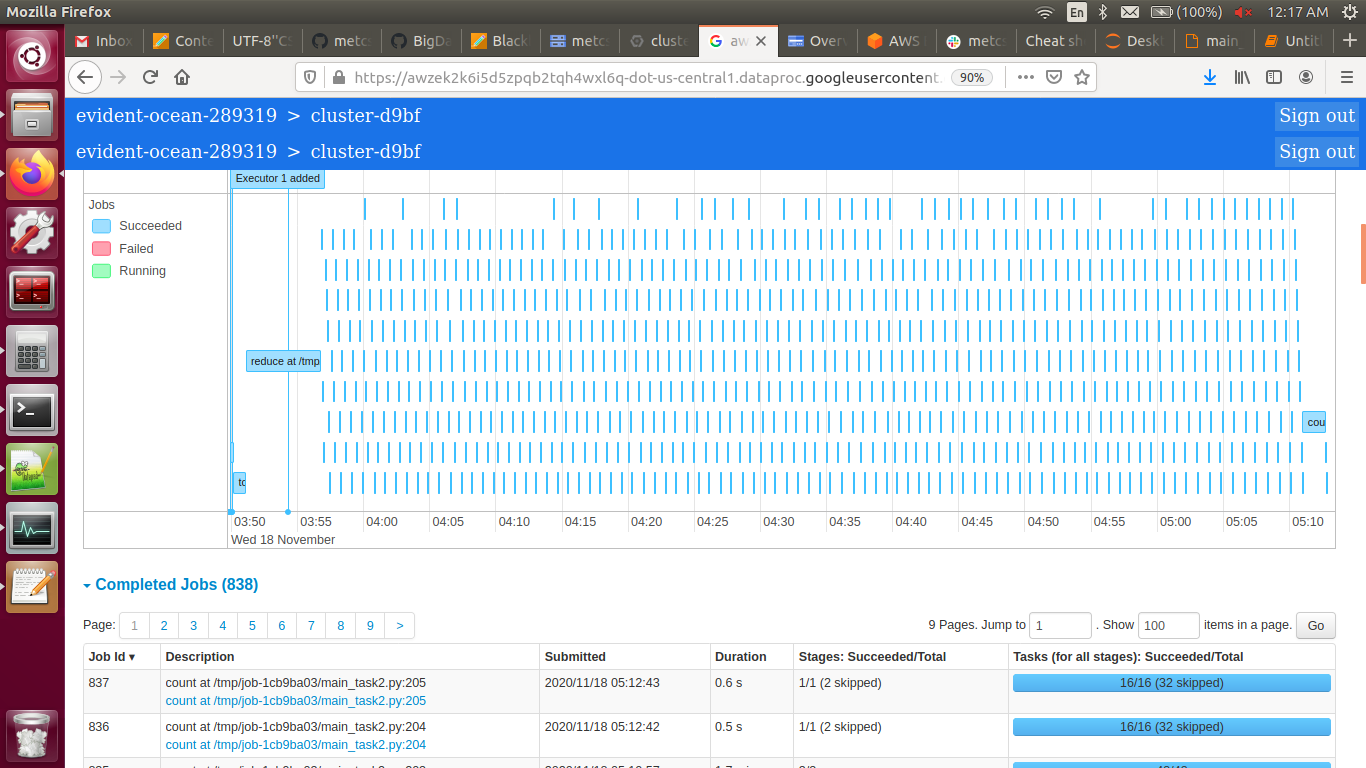 Mozilla Firefox
En
(100%)
12:17 AM
Inbox
Conte
UTF-8"CS
metcs
BigDa
Black
metcs
cluste
aw
Overv
AWS
metcs
Cheat sh
Deskt
main_
Untitl
https://awzek2k6i5d5zpqb2tqh4wxl6q-dot-us-central1.dataproc.googleusercontent.
90%
evident-ocean-289319 > cluster-d9bf
Sign out
evident-ocean-289319 > cluster-d9bf
Sign out
Executor 1 added
Jobs
Succeeded
Failed
Running
reduce at /tmp
cou
to
03:50 03:55 04:00 04:05 04:10 04:15 04:20 04:25 04:30 04:35 04:40 04:45 04:50 04:55 05:00 05:05 05:10
Wed 18 November
Completed Jobs (838)
Page: 1 2 3 4 5 6 7 8 9 >
9 Pages. Jump to 1 . Show 100 items in a page. Go
Job Id ▾ Description Submitted Duration Stages: Succeeded/Total Tasks (for all stages): Succeeded/Total
837 count at /tmp/job-1cb9ba03/main_task2.py:205 2020/11/18 05:12:43 0.6 s 1/1 (2 skipped) 16/16 (32 skipped)
count at /tmp/job-1cb9ba03/main_task2.py:205
836 count at /tmp/job-1cb9ba03/main_task2.py:204 2020/11/18 05:12:42 0.5 s 1/1 (2 skipped) 16/16 (32 skipped)
count at /tmp/job-1cb9ba03/main_task2.py:204